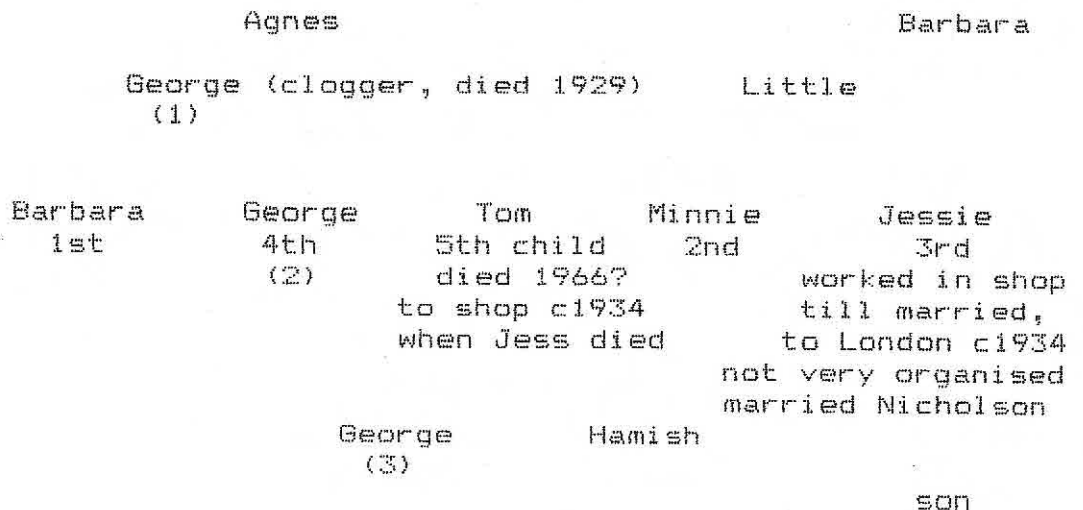 Agnes Barbara
George (clogger, died 1929) Little
(1)
Barbara George Tom Minnie Jessie
1st 4th 5th child 2nd 3rd
(2) died 1966? worked in shop
to shop c1934 till married,
when Jess died to London c1934
not very organised
married Nicholson
George Hamish
(3)
son